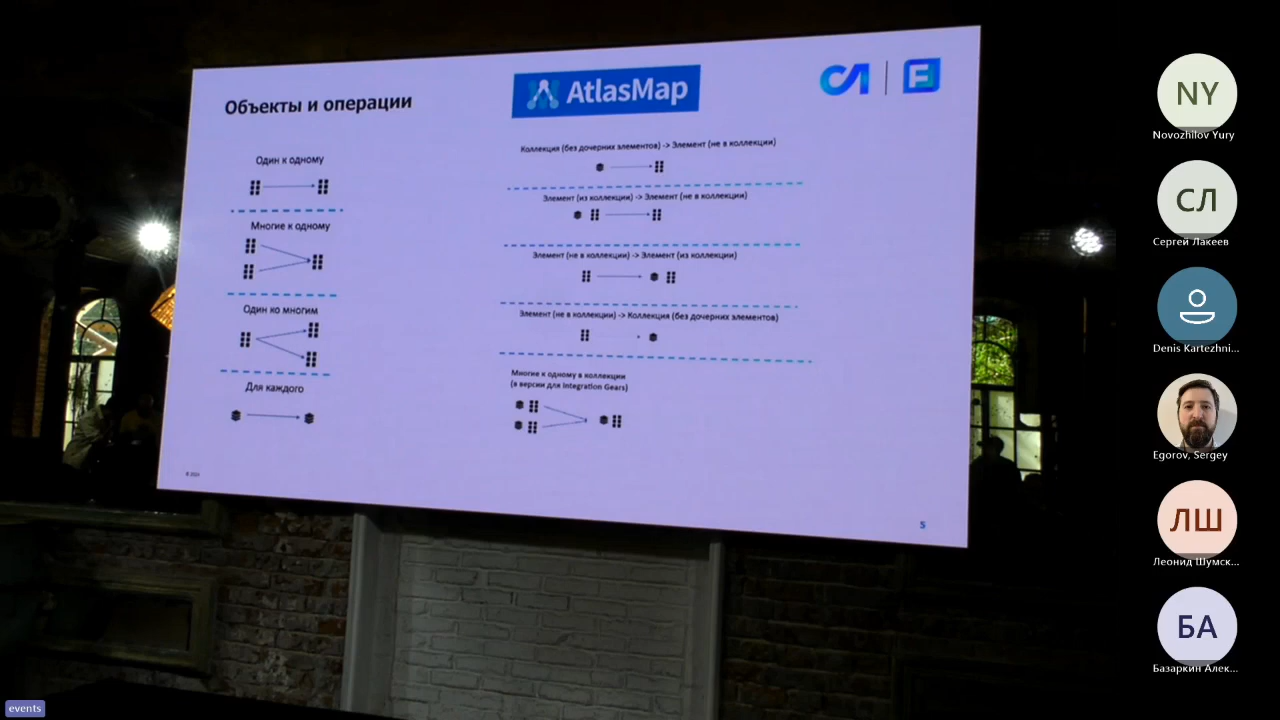 Объекты и операции
AtlasMap
Один к одному
Многие к одному
Один ко многим
Для каждого
Коллекция (без дочерних элементов) -> Элемент (не в коллекции)
Элемент (из коллекции) -> Элемент (не в коллекции)
Элемент (не в коллекции) -> Элемент (из коллекции)
Элемент (не в коллекции) -> Коллекция (без дочерних элементов)
Многие к одному в коллекции
(в версии для Integration Gears)
5
NY
Novozhilov Yury
СЛ
Сергей Лакеев
Denis Kartezhni...
Egorov, Sergey
ЛШ
Леонид Шумск...
БА
Базаркин Алек...
events